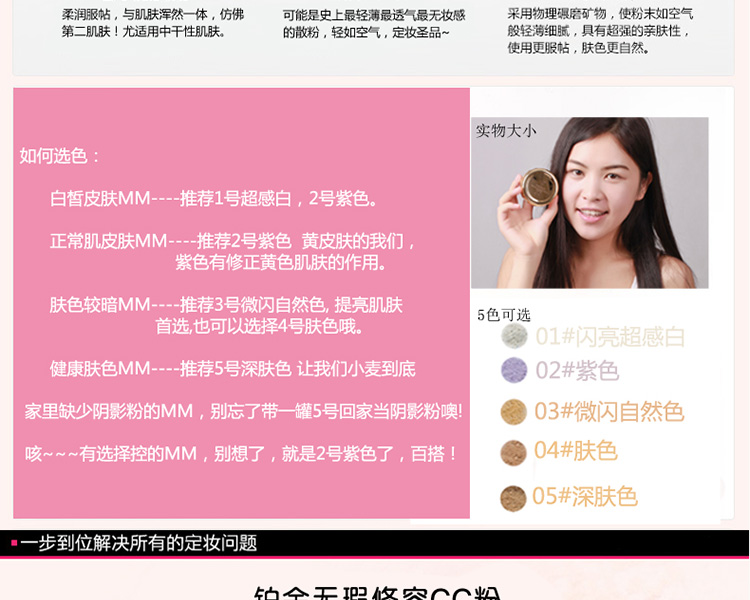 柔润服帖，与肌肤浑然一体，仿佛
第二肌肤！尤适用中干性肌肤。
可能是史上最轻薄最透气最无妆感
的散粉，轻如空气，定妆圣品~
采用物理碾磨矿物，使粉末如空气
般轻薄细腻，具有超强的亲肤性，
使用更服帖，肤色更自然。
如何选色：
白皙皮肤MM----推荐1号超感白，2号紫色。
正常肌皮肤MM----推荐2号紫色 黄皮肤的我们，
紫色有修正黄色肌肤的作用。
肤色较暗MM----推荐3号微闪自然色, 提亮肌肤
首选,也可以选择4号肤色哦。
健康肤色MM----推荐5号深肤色 让我们小麦到底
家里缺少阴影粉的MM，别忘了带一罐5号回家当阴影粉噢!
咳~~~有选择控的MM，别想了，就是2号紫色了，百搭！
实物大小
5色可选
01#闪亮超感白
02#紫色
03#微闪自然色
04#肤色
05#深肤色
一步到位解决所有的定妆问题
铂金无瑕修容CC粉